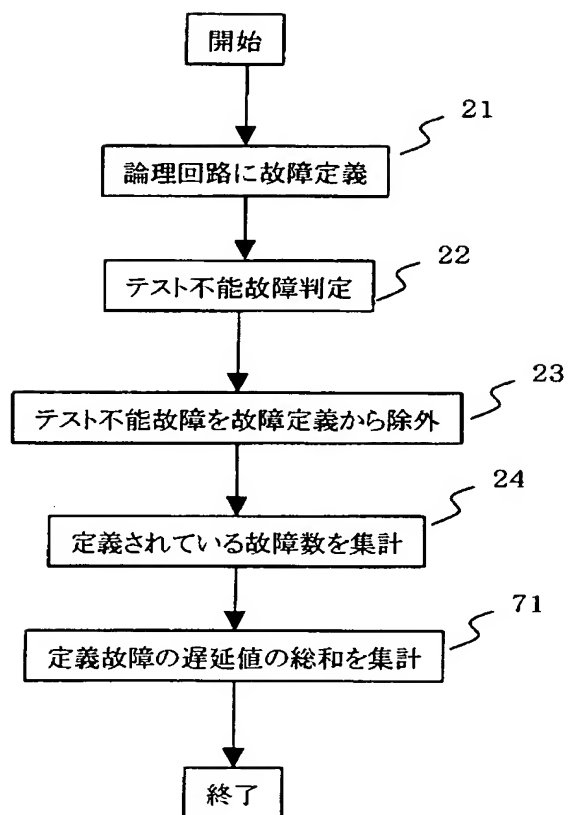 開始
21
論理回路に故障定義
22
テスト不能故障判定
23
テスト不能故障を故障定義から除外
24
定義されている故障数を集計
71
定義故障の遅延値の総和を集計
終了